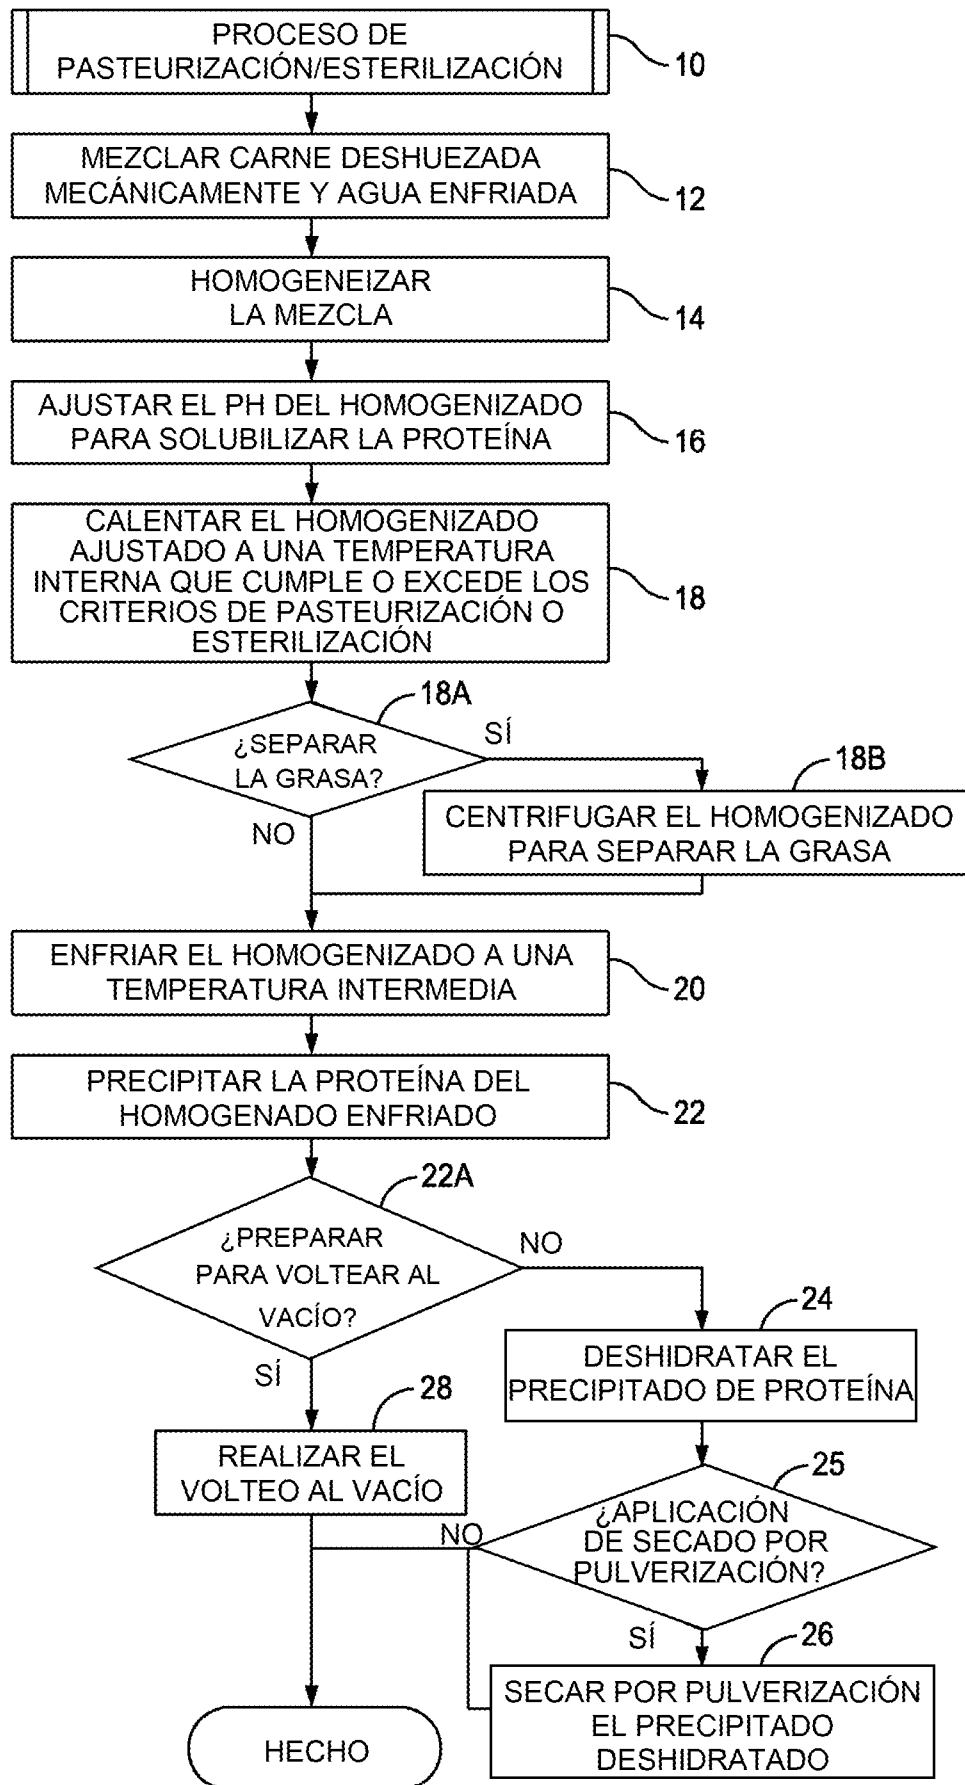 PROCESO DE
PASTEURIZACIÓN/ESTERILIZACIÓN
10
MEZCLAR CARNE DESHUEZADA
MECÁNICAMENTE Y AGUA ENFRIADA
12
HOMOGENEIZAR
LA MEZCLA
14
AJUSTAR EL PH DEL HOMOGENIZADO
PARA SOLUBILIZAR LA PROTEÍNA
16
CALENTAR EL HOMOGENIZADO
AJUSTADO A UNA TEMPERATURA
INTERNA QUE CUMPLE O EXCEDE LOS
CRITERIOS DE PASTEURIZACIÓN O
ESTERILIZACIÓN
18
18A
¿SEPARAR
LA GRASA?
SÍ
NO
18B
CENTRIFUGAR EL HOMOGENIZADO
PARA SEPARAR LA GRASA
ENFRIAR EL HOMOGENIZADO A UNA
TEMPERATURA INTERMEDIA
20
PRECIPITAR LA PROTEÍNA DEL
HOMOGENADO ENFRIADO
22
22A
¿PREPARAR
PARA VOLTEAR AL
VACÍO?
NO
SÍ
24
DESHIDRATAR EL
PRECIPITADO DE PROTEÍNA
28
REALIZAR EL
VOLTEO AL VACÍO
25
¿APLICACIÓN
DE SECADO POR
PULVERIZACIÓN?
NO
SÍ
26
SECAR POR PULVERIZACIÓN
EL PRECIPITADO
DESHIDRATADO
HECHO